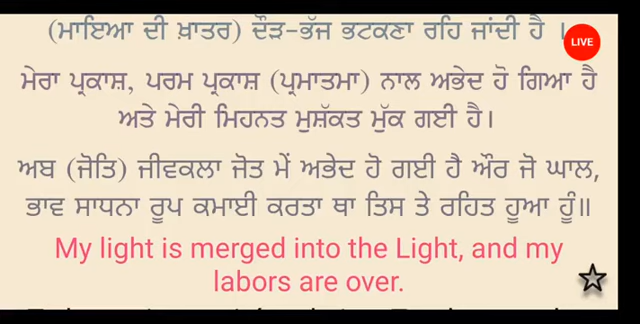 (ਮਾਇਆ ਦੀ ਖ਼ਾਤਰ) ਦੌੜ-ਭੱਜ ਭਟਕਣਾ ਰਹਿ ਜਾਂਦੀ ਹੈ ।
LIVE
ਮੇਰਾ ਪ੍ਰਕਾਸ਼, ਪਰਮ ਪ੍ਰਕਾਸ਼ (ਪ੍ਰਮਾਤਮਾ) ਨਾਲ ਅਭੇਦ ਹੋ ਗਿਆ ਹੈ
ਅਤੇ ਮੇਰੀ ਮਿਹਨਤ ਮੁਸ਼ੱਕਤ ਮੁੱਕ ਗਈ ਹੈ।
ਅਬ (ਜੋਤਿ) ਜੀਵਕਲਾ ਜੋਤ ਮੇਂ ਅਭੇਦ ਹੋ ਗਈ ਹੈ ਔਰ ਜੋ ਘਾਲ,
ਭਾਵ ਸਾਧਨਾ ਰੂਪ ਕਮਾਈ ਕਰਤਾ ਥਾ ਤਿਸ ਤੇ ਰਹਿਤ ਹੂਆ ਹੂੰ॥
My light is merged into the Light, and my
labors are over.